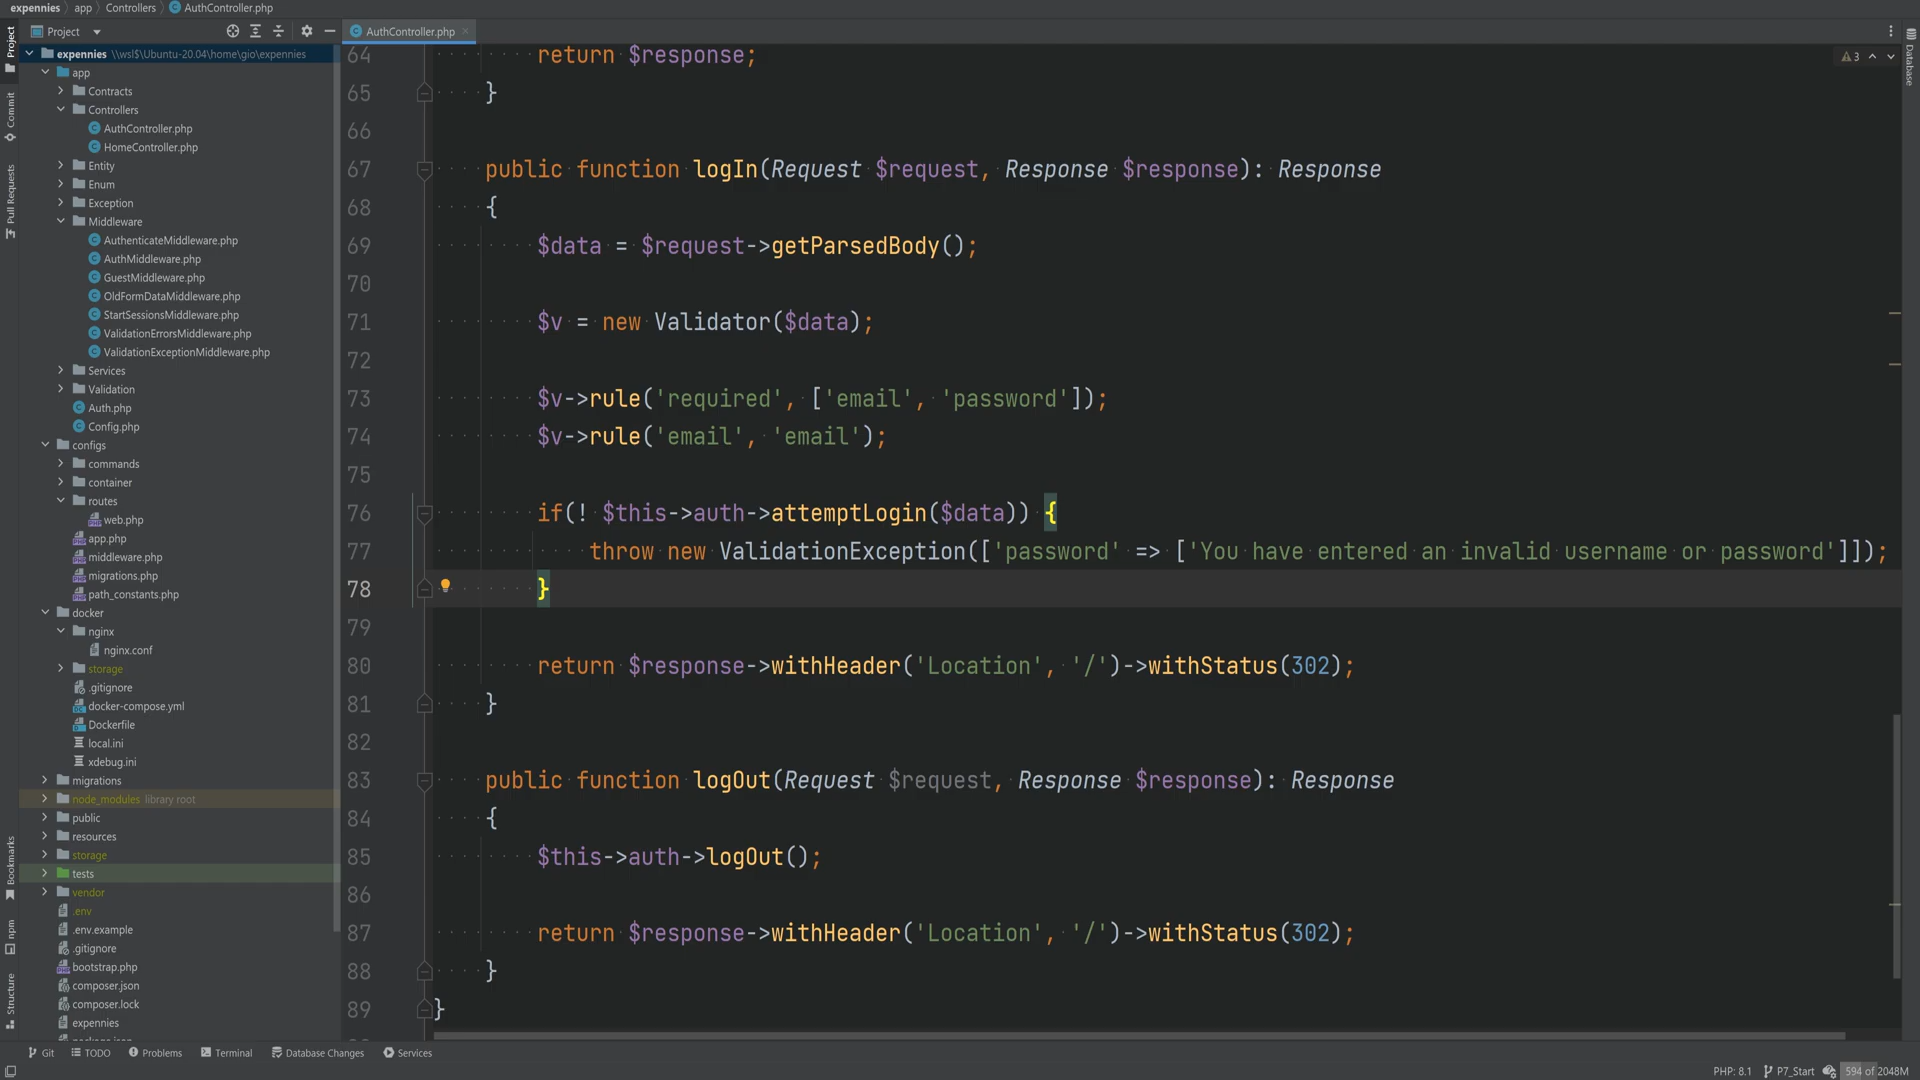 expennies
app
Controllers
AuthController.php
Project
AuthController.php
expennies \\wsl$\Ubuntu-20.04\home\gio\expennies
app
Contracts
Controllers
AuthController.php
HomeController.php
Entity
Enum
Exception
Middleware
AuthenticateMiddleware.php
AuthMiddleware.php
GuestMiddleware.php
OldFormDataMiddleware.php
StartSessionsMiddleware.php
ValidationErrorsMiddleware.php
ValidationExceptionMiddleware.php
Services
Validation
Auth.php
Config.php
configs
commands
container
routes
web.php
app.php
middleware.php
migrations.php
path_constants.php
docker
nginx
nginx.conf
storage
.gitignore
docker-compose.yml
Dockerfile
local.ini
xdebug.ini
migrations
node_modules library root
public
resources
storage
tests
vendor
.env
.env.example
.gitignore
bootstrap.php
composer.json
composer.lock
expennies
Project
Commit
Pull Requests
Bookmarks
npm
Structure
Database
3
64 return $response;
65 }
66
67 public function logIn(Request $request, Response $response): Response
68 {
69 $data = $request->getParsedBody();
70
71 $v = new Validator($data);
72
73 $v->rule('required', ['email', 'password']);
74 $v->rule('email', 'email');
75
76 if(! $this->auth->attemptLogin($data)) {
77 throw new ValidationException(['password' => ['You have entered an invalid username or password']]);
78 }
79
80 return $response->withHeader('Location', '/')->withStatus(302);
81 }
82
83 public function logOut(Request $request, Response $response): Response
84 {
85 $this->auth->logOut();
86
87 return $response->withHeader('Location', '/')->withStatus(302);
88 }
89 }
Git
TODO
Problems
Terminal
Database Changes
Services
PHP: 8.1
P7_Start
594 of 2048M